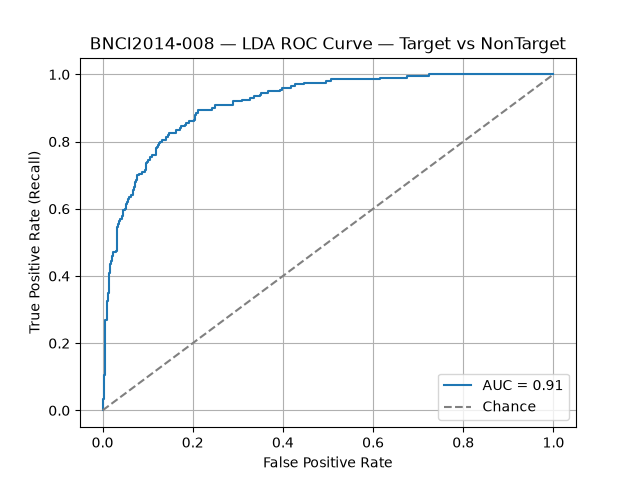 BNCI2014-008 — LDA ROC Curve — Target vs NonTarget
True Positive Rate (Recall)
1.0
0.8
0.6
0.4
0.2
0.0
AUC = 0.91
Chance
0.0 0.2 0.4 0.6 0.8 1.0
False Positive Rate